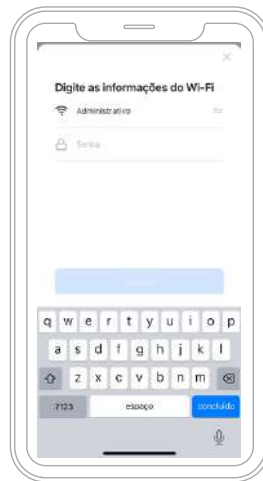 Digite as informações do Wi-Fi
Administrativo
Senha
q w e r t y u i o p
a s d f g h j k l
z x c v b n m
.?123 espaço concluído